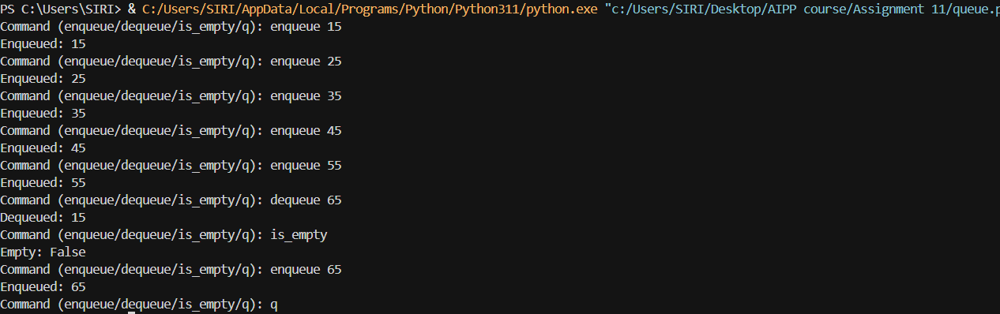 PS C:\Users\SIRI> & C:/Users/SIRI/AppData/Local/Programs/Python/Python311/python.exe "c:/Users/SIRI/Desktop/AIPP course/Assignment 11/queue.p
Command (enqueue/dequeue/is_empty/q): enqueue 15
Enqueued: 15
Command (enqueue/dequeue/is_empty/q): enqueue 25
Enqueued: 25
Command (enqueue/dequeue/is_empty/q): enqueue 35
Enqueued: 35
Command (enqueue/dequeue/is_empty/q): enqueue 45
Enqueued: 45
Command (enqueue/dequeue/is_empty/q): enqueue 55
Enqueued: 55
Command (enqueue/dequeue/is_empty/q): dequeue 65
Dequeued: 15
Command (enqueue/dequeue/is_empty/q): is_empty
Empty: False
Command (enqueue/dequeue/is_empty/q): enqueue 65
Enqueued: 65
Command (enqueue/dequeue/is_empty/q): q